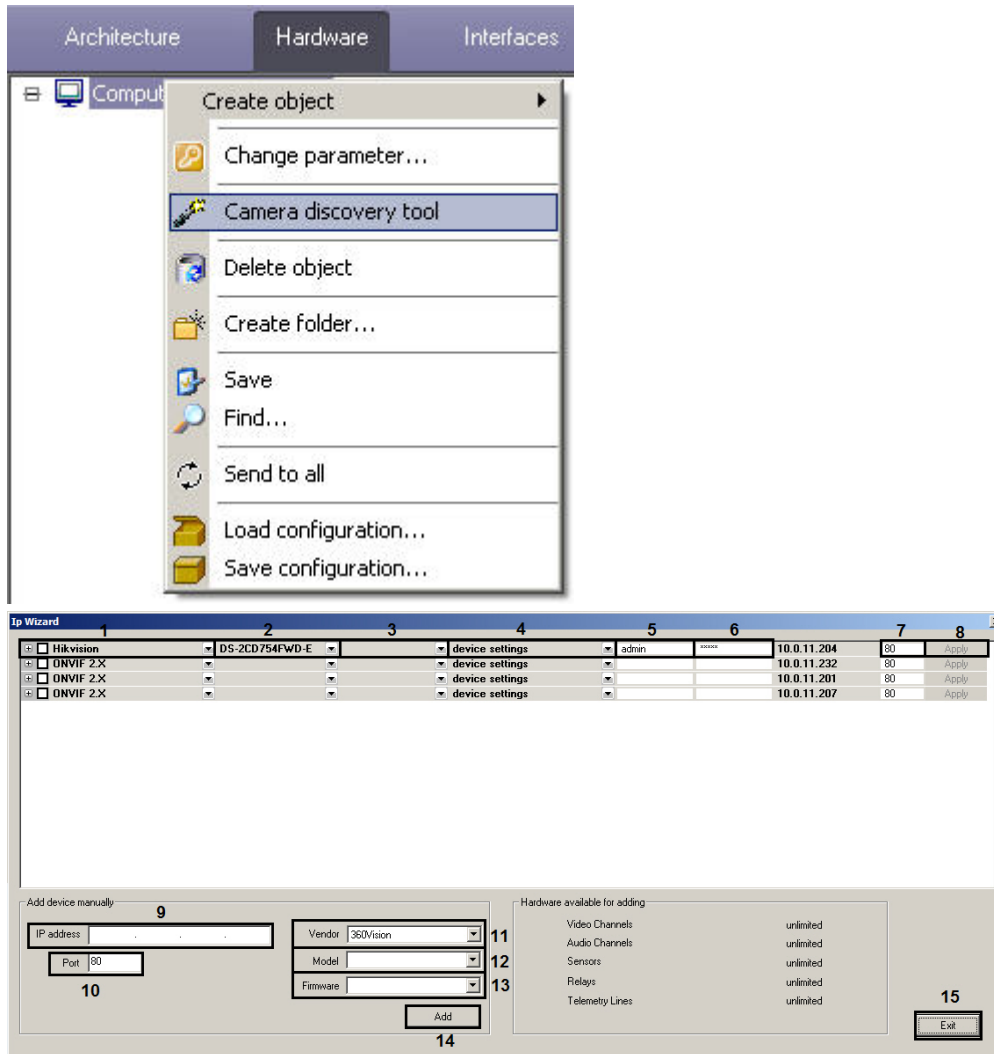 Architecture Hardware Interfaces
Comput
Create object
Change parameter...
Camera discovery tool
Delete object
Create folder...
Save
Find...
Send to all
Load configuration...
Save configuration...
Ip Wizard
1 2 3 4 5 6 7 8
Hikvision DS-2CD754FWD-E device settings admin ***** 10.0.11.204 80 Apply
ONVIF 2.X device settings 10.0.11.232 80 Apply
ONVIF 2.X device settings 10.0.11.201 80 Apply
ONVIF 2.X device settings 10.0.11.207 80 Apply
Add device manually
9
IP address . . .
Port 80
10
Vendor 360Vision 11
Model 12
Firmware 13
Add
14
Hardware available for adding
Video Channels unlimited
Audio Channels unlimited
Sensors unlimited
Relays unlimited
Telemetry Lines unlimited
15
Exit